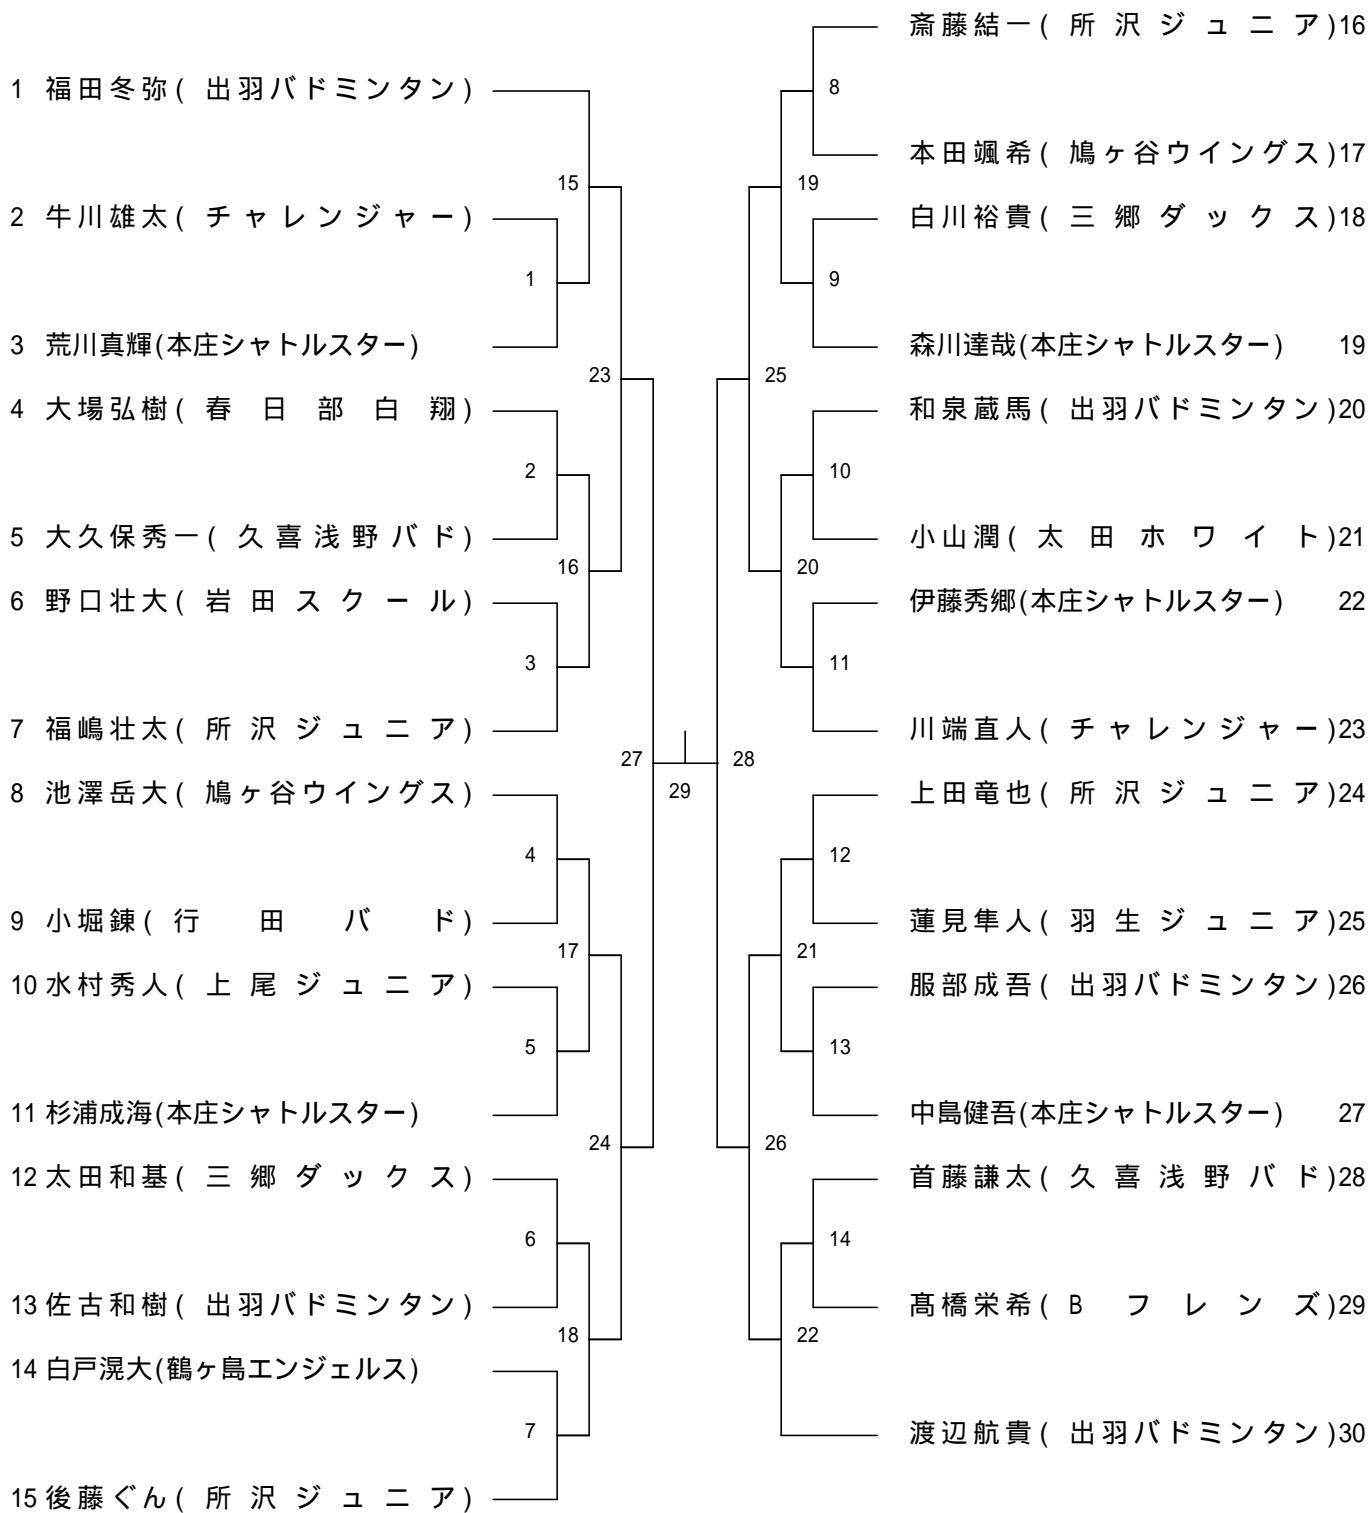 1 福田冬弥( 出羽バドミンタン)
15
2 牛川雄太( チャレンジャー)
1
3 荒川真輝(本庄シャトルスター)
23
4 大場弘樹( 春日部白翔)
2
5 大久保秀一( 久喜浅野バド)
16
6 野口壮大( 岩田スクール)
3
7 福嶋壮太( 所沢ジュニア)
27
8 池澤岳大( 鳩ヶ谷ウイングス)
29
4
9 小堀錬( 行田バド)
17
10 水村秀人( 上尾ジュニア)
5
11 杉浦成海(本庄シャトルスター)
24
12 太田和基( 三郷ダックス)
6
13 佐古和樹( 出羽バドミンタン)
18
14 白戸滉大(鶴ヶ島エンジェルス)
7
15 後藤ぐん( 所沢ジュニア)
斎藤結一( 所沢ジュニア)16
8
本田颯希( 鳩ヶ谷ウイングス)17
19
白川裕貴( 三郷ダックス)18
9
森川達哉(本庄シャトルスター) 19
25
和泉蔵馬( 出羽バドミンタン)20
10
小山潤( 太田ホワイト)21
20
伊藤秀郷(本庄シャトルスター) 22
11
川端直人( チャレンジャー)23
28
上田竜也( 所沢ジュニア)24
12
蓮見隼人( 羽生ジュニア)25
21
服部成吾( 出羽バドミンタン)26
13
中島健吾(本庄シャトルスター) 27
26
首藤謙太( 久喜浅野バド)28
14
髙橋栄希( B フレンズ)29
22
渡辺航貴( 出羽バドミンタン)30